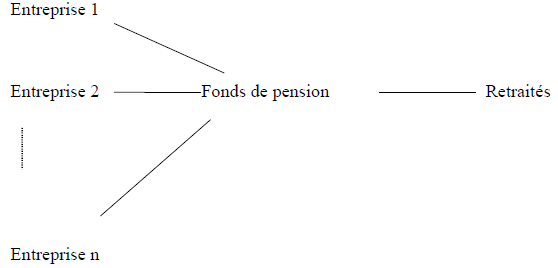 Entreprise 1
Entreprise 2
Fonds de pension
Retraités
Entreprise n